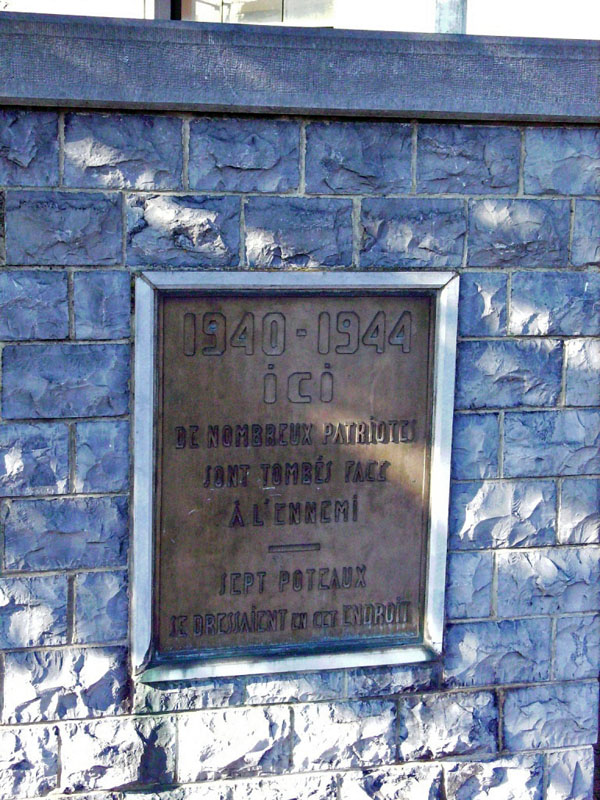 1940-1944
ici
DE NOMBREUX PATRIOTES
SONT TOMBÉS FACE
À L'ENNEMI
SEPT POTEAUX
SE DRESSAIENT EN CET ENDROIT